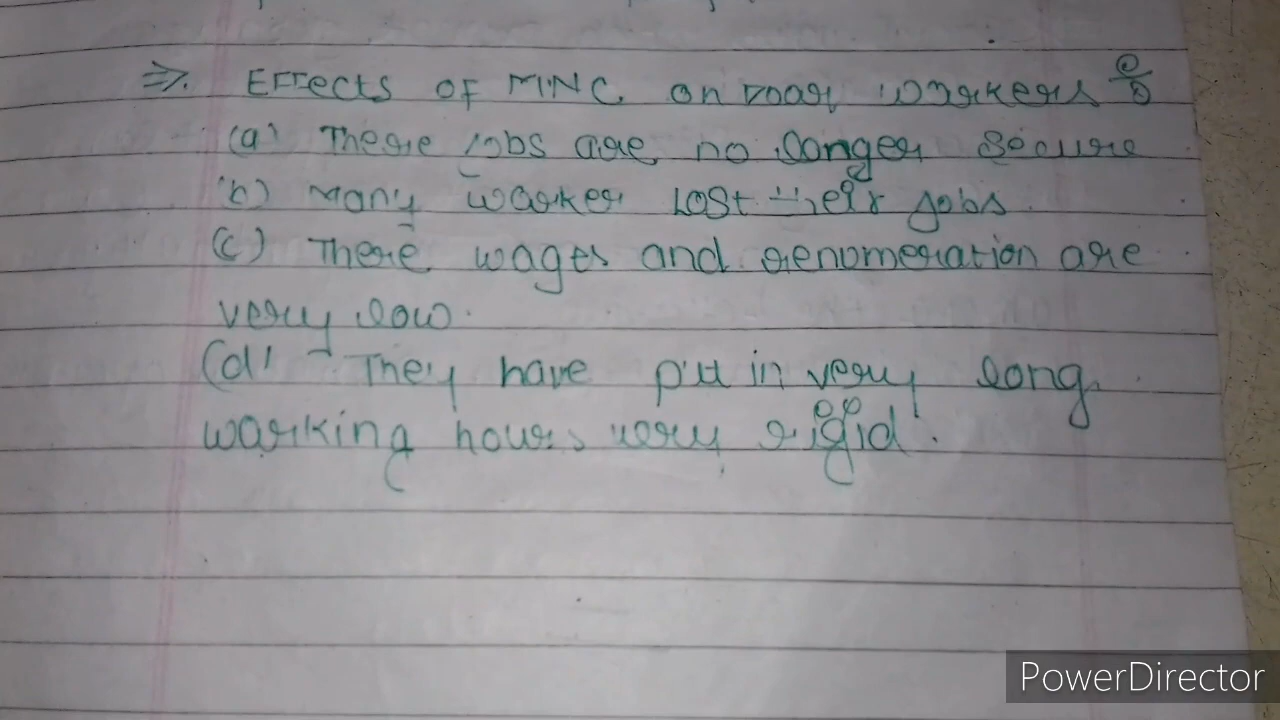 ⇒ Effects of MNC on poor workers :-
(a) There jobs are no longer secure
(b) Many worker lost their jobs.
(c) There wages and renumeration are
very low.
(d) They have put in very long
working hours very rigid.
PowerDirector